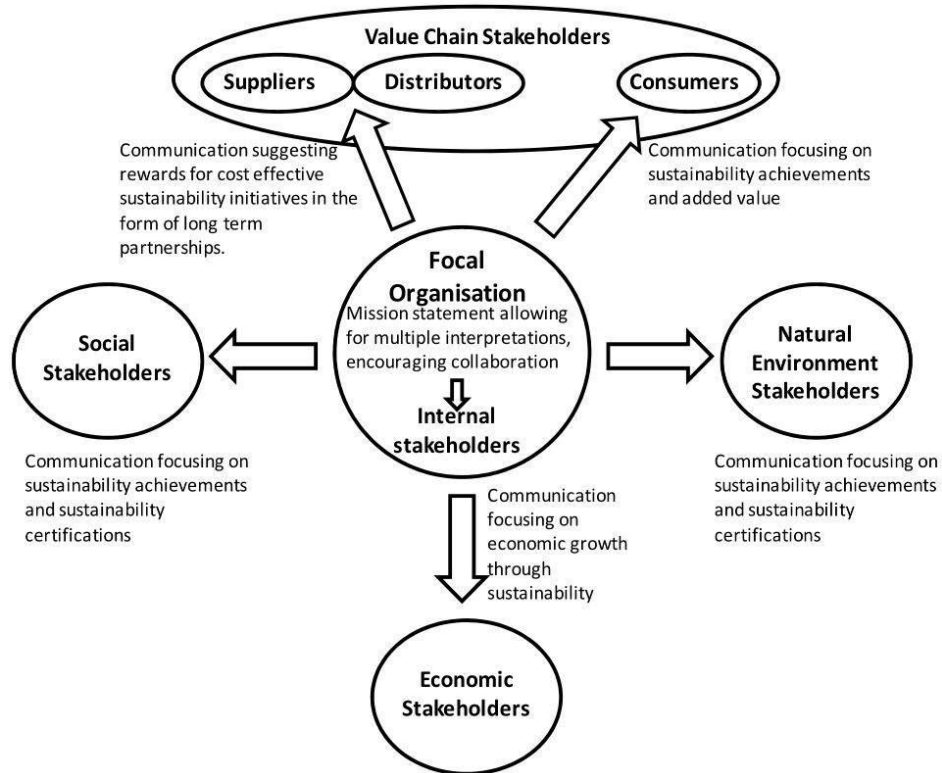 Value Chain Stakeholders
Suppliers
Distributors
Consumers
Communication suggesting
rewards for cost effective
sustainability initiatives in the
form of long term
partnerships.
Communication focusing on
sustainability achievements
and added value
Focal
Organisation
Mission statement allowing
for multiple interpretations,
encouraging collaboration
Internal
stakeholders
Social
Stakeholders
Natural
Environment
Stakeholders
Communication focusing on
sustainability achievements
and sustainability
certifications
Communication focusing on
sustainability achievements
and sustainability
certifications
Communication
focusing on
economic growth
through
sustainability
Economic
Stakeholders